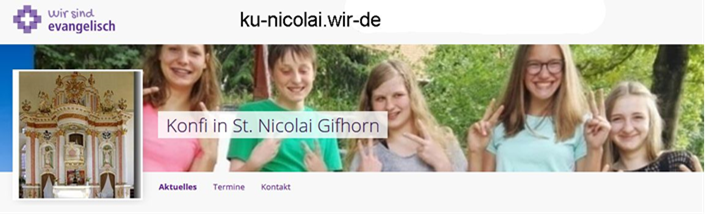 wir sind
evangelisch
ku-nicolai.wir-de
Konfi in St. Nicolai Gifhorn
Aktuelles Termine Kontakt